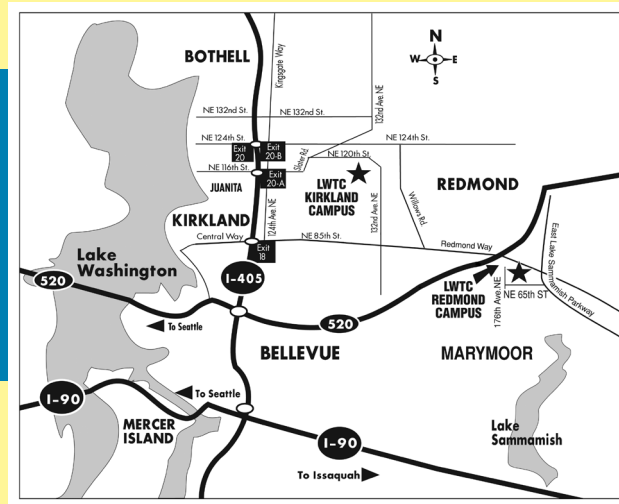 BOTHELL
Kingsgate Way
N
W
E
S
132nd Ave. NE
NE 132nd St.
NE 132nd St.
NE 124th St.
NE 124th St.
Exit
20
Exit
20-B
Slater Rd.
NE 120th St.
NE 116th St.
Exit
20-A
JUANITA
LWTC
KIRKLAND
CAMPUS
REDMOND
Willows Rd
132nd Ave. NE
124th Ave. NE
KIRKLAND
Central Way
Exit
18
NE 85th St.
Redmond Way
East Lake Sammamish Parkway
Lake
Washington
520
I-405
LWTC
REDMOND
CAMPUS
176th Ave. NE
NE 65th ST
To Seattle
520
BELLEVUE
MARYMOOR
I-90
To Seattle
MERCER
ISLAND
I-90
Lake
Sammamish
To Issaquah